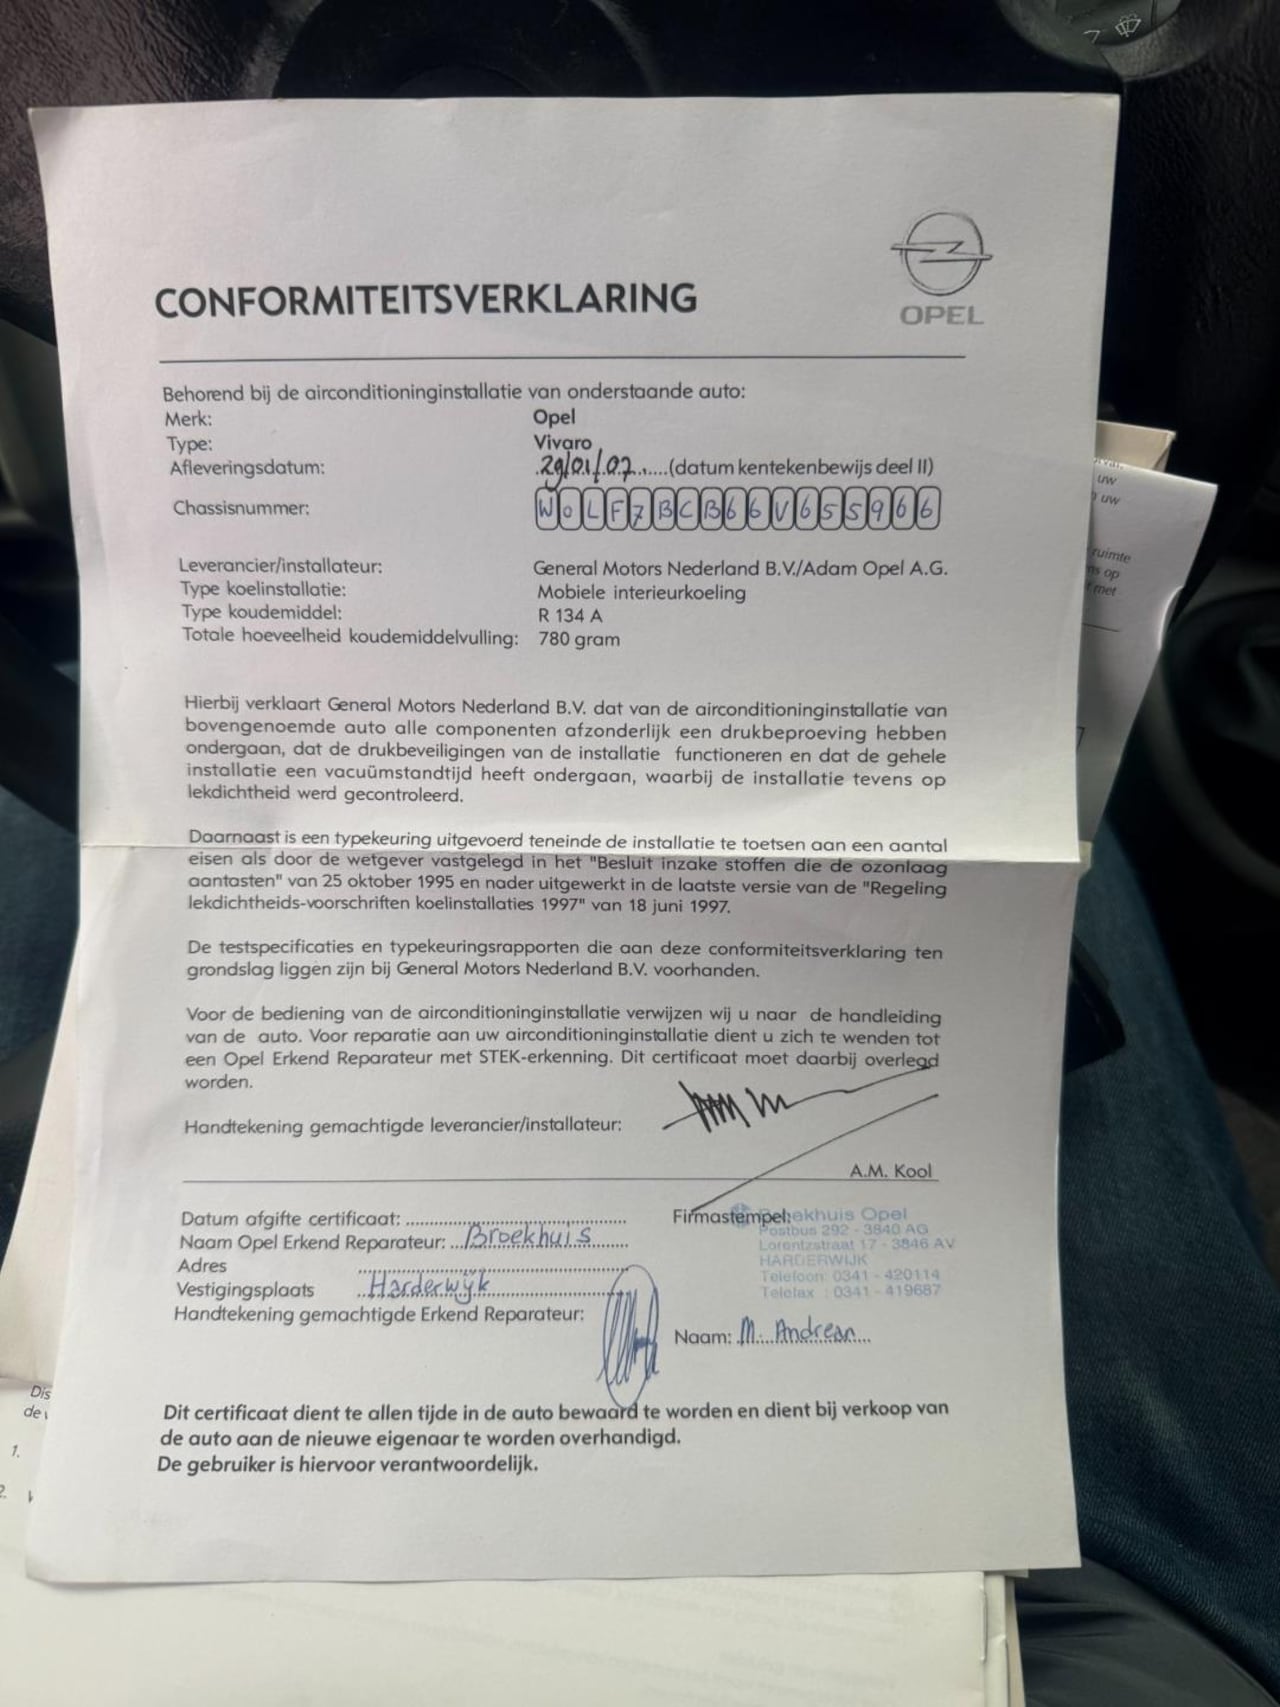 OPEL
CONFORMITEITSVERKLARING
Behorend bij de airconditioninginstallatie van onderstaande auto:
Merk: Opel
Type: Vivaro
Afleveringsdatum: 29/01/07 (datum kentekenbewijs deel II)
Chassisnummer: W0LF7BCB66V655966
Leverancier/installateur: General Motors Nederland B.V./Adam Opel A.G.
Type koelinstallatie: Mobiele interieurkoeling
Type koudemiddel: R 134 A
Totale hoeveelheid koudemiddelvulling: 780 gram
Hierbij verklaart General Motors Nederland B.V. dat van de airconditioninginstallatie van
bovengenoemde auto alle componenten afzonderlijk een drukbeproeving hebben
ondergaan, dat de drukbeveiligingen van de installatie functioneren en dat de gehele
installatie een vacuümstandtijd heeft ondergaan, waarbij de installatie tevens op
lekdichtheid werd gecontroleerd.
Daarnaast is een typekeuring uitgevoerd teneinde de installatie te toetsen aan een aantal
eisen als door de wetgever vastgelegd in het "Besluit inzake stoffen die de ozonlaag
aantasten" van 25 oktober 1995 en nader uitgewerkt in de laatste versie van de "Regeling
lekdichtheids-voorschriften koelinstallaties 1997" van 18 juni 1997.
De testspecificaties en typekeuringsrapporten die aan deze conformiteitsverklaring ten
grondslag liggen zijn bij General Motors Nederland B.V. voorhanden.
Voor de bediening van de airconditioninginstallatie verwijzen wij u naar de handleiding
van de auto. Voor reparatie aan uw airconditioninginstallatie dient u zich te wenden tot
een Opel Erkend Reparateur met STEK-erkenning. Dit certificaat moet daarbij overlegd
worden.
Handtekening gemachtigde leverancier/installateur:
A.M. Kool
Datum afgifte certificaat:
Naam Opel Erkend Reparateur: Broekhuis
Adres
Vestigingsplaats Harderwijk
Handtekening gemachtigde Erkend Reparateur:
Firmastempel:
Broekhuis Opel
Postbus 292 - 3840 AG
Lorentzstraat 17 - 3846 AV
HARDERWIJK
Telefoon: 0341 - 420114
Telefax : 0341 - 419687
Naam: M. Andrean
Dit certificaat dient te allen tijde in de auto bewaard te worden en dient bij verkoop van
de auto aan de nieuwe eigenaar te worden overhandigd.
De gebruiker is hiervoor verantwoordelijk.
uw
uw
ruimte
op
met
Dis
de
1.
2.